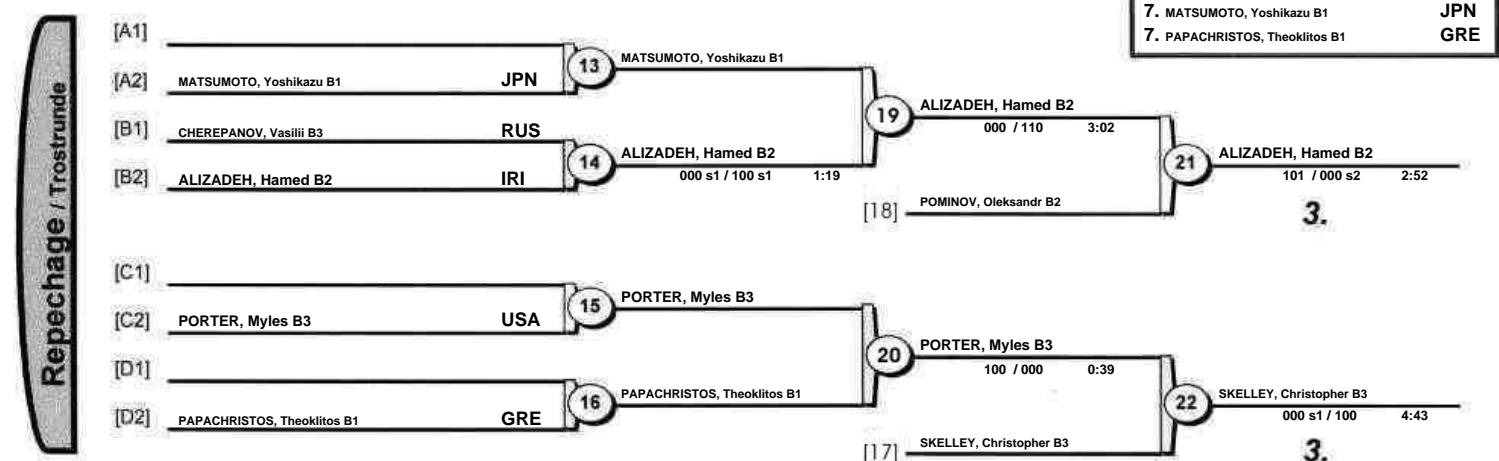 7. MATSUMOTO, Yoshikazu B1 JPN
7. PAPACHRISTOS, Theoklitos B1 GRE
Repechage / Trostrunde
[A1]
[A2] MATSUMOTO, Yoshikazu B1 JPN
13 MATSUMOTO, Yoshikazu B1
[B1] CHEREPANOV, Vasilii B3 RUS
[B2] ALIZADEH, Hamed B2 IRI
14 ALIZADEH, Hamed B2
000 s1 / 100 s1 1:19
19 ALIZADEH, Hamed B2
000 / 110 3:02
[18] POMINOV, Oleksandr B2
21 ALIZADEH, Hamed B2
101 / 000 s2 2:52
3.
[C1]
[C2] PORTER, Myles B3 USA
15 PORTER, Myles B3
[D1]
[D2] PAPACHRISTOS, Theoklitos B1 GRE
16 PAPACHRISTOS, Theoklitos B1
20 PORTER, Myles B3
100 / 000 0:39
[17] SKELLEY, Christopher B3
22 SKELLEY, Christopher B3
000 s1 / 100 4:43
3.